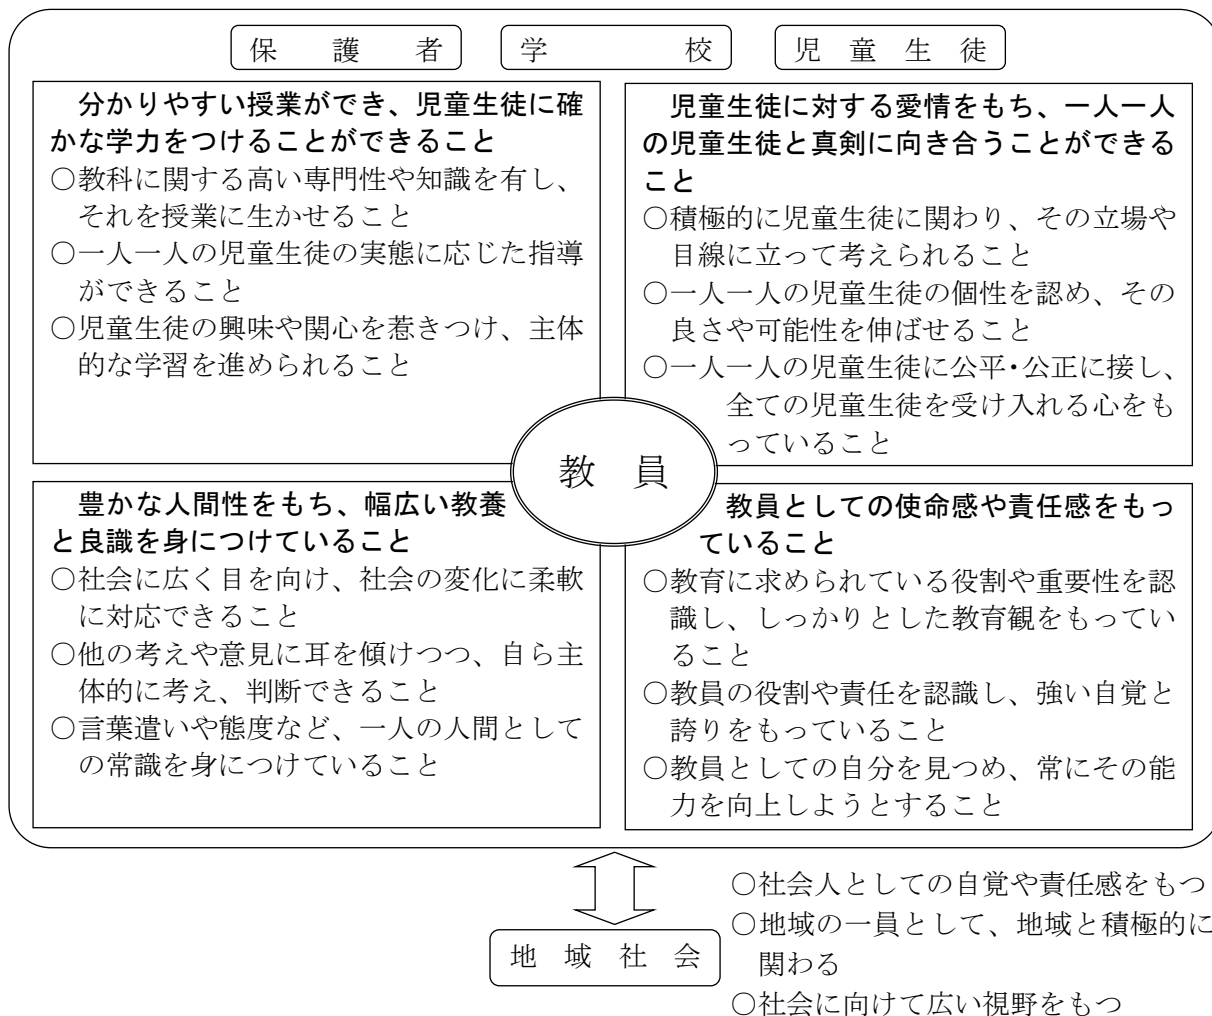 保護者
学校
児童生徒
分かりやすい授業ができ、児童生徒に確
かな学力をつけることができること
○教科に関する高い専門性や知識を有し、
それを授業に生かせること
○一人一人の児童生徒の実態に応じた指導
ができること
○児童生徒の興味や関心を惹きつけ、主体
的な学習を進められること
児童生徒に対する愛情をもち、一人一人
の児童生徒と真剣に向き合うことができる
こと
○積極的に児童生徒に関わり、その立場や
目線に立って考えられること
○一人一人の児童生徒の個性を認め、その
良さや可能性を伸ばせること
○一人一人の児童生徒に公平・公正に接し、
全ての児童生徒を受け入れる心をも
っていること
教員
豊かな人間性をもち、幅広い教養
と良識を身につけていること
○社会に広く目を向け、社会の変化に柔軟
に対応できること
○他の考えや意見に耳を傾けつつ、自ら主
体的に考え、判断できること
○言葉遣いや態度など、一人の人間として
の常識を身につけていること
教員としての使命感や責任感をもっ
ていること
○教育に求められている役割や重要性を認
識し、しっかりとした教育観をもってい
ること
○教員の役割や責任を認識し、強い自覚と
誇りをもっていること
○教員としての自分を見つめ、常にその能
力を向上しようとすること
地域社会
○社会人としての自覚や責任感をもつ
○地域の一員として、地域と積極的に
関わる
○社会に向けて広い視野をもつ